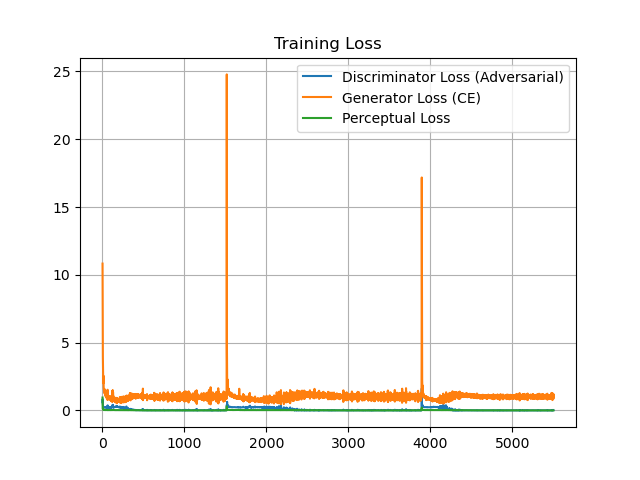 Training Loss
Discriminator Loss (Adversarial)
Generator Loss (CE)
Perceptual Loss
25
20
15
10
5
0
0 1000 2000 3000 4000 5000